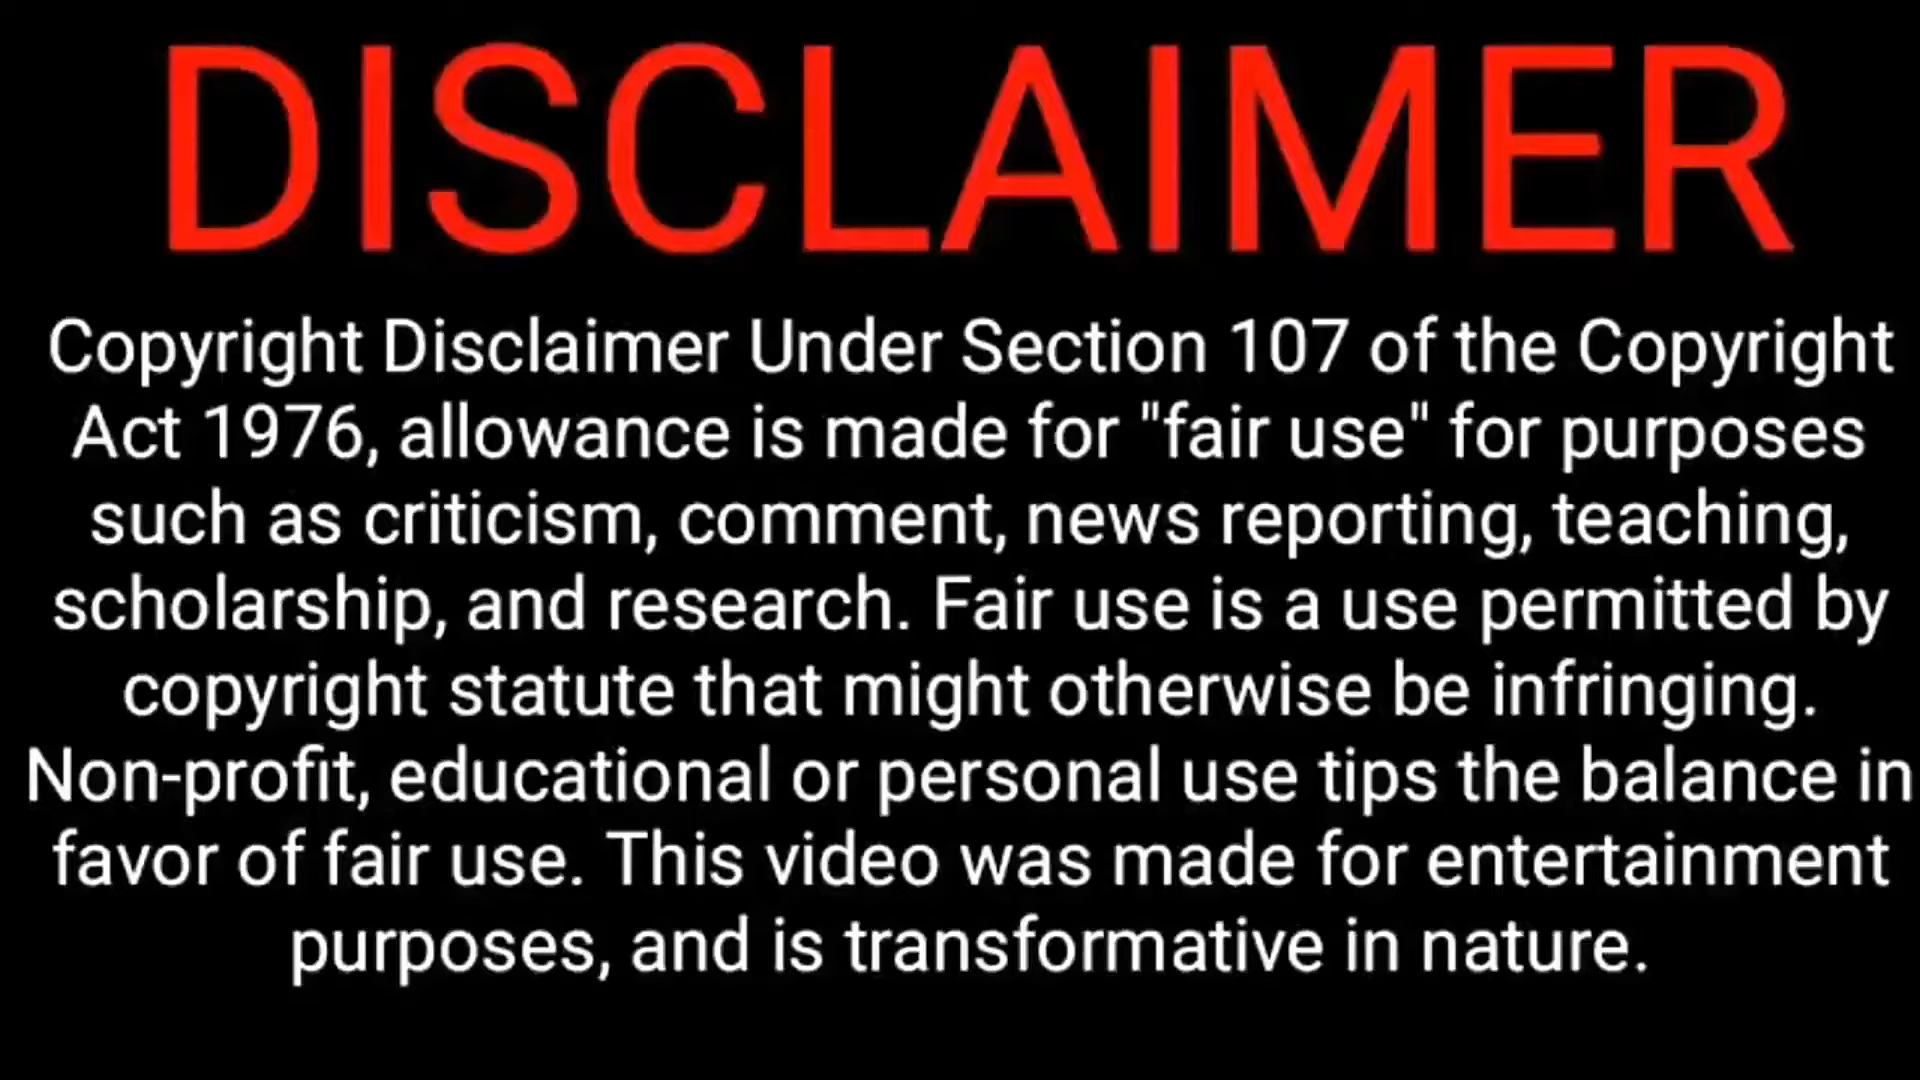 DISCLAIMER
Copyright Disclaimer Under Section 107 of the Copyright
Act 1976, allowance is made for "fair use" for purposes
such as criticism, comment, news reporting, teaching,
scholarship, and research. Fair use is a use permitted by
copyright statute that might otherwise be infringing.
Non-profit, educational or personal use tips the balance in
favor of fair use. This video was made for entertainment
purposes, and is transformative in nature.